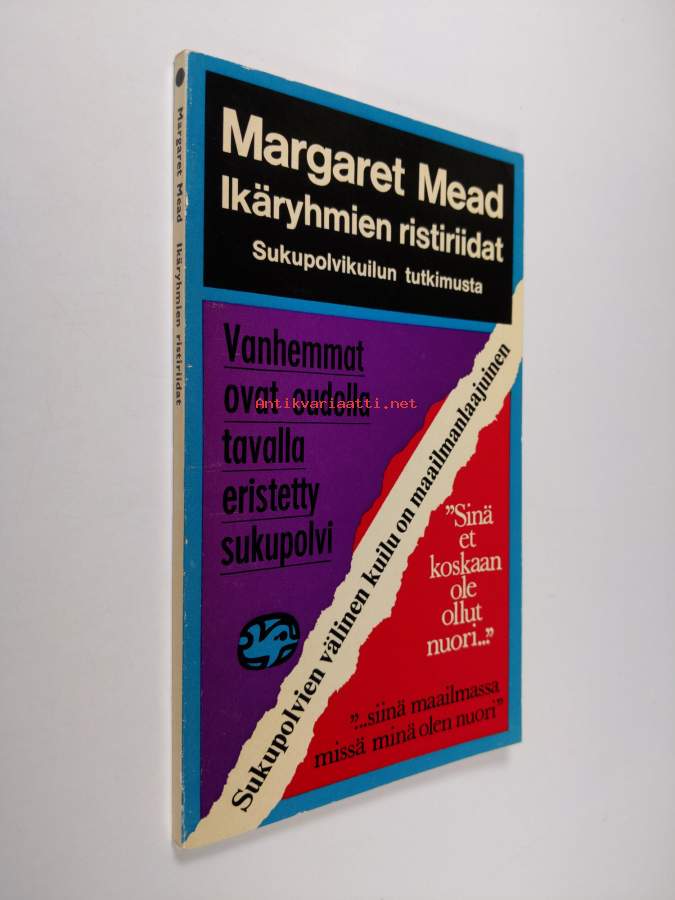 Margaret Mead Ikäryhmien ristiriidat
Margaret Mead
Ikäryhmien ristiriidat
Sukupolvikuilun tutkimusta
Vanhemmat
ovat oudolla
tavalla
eristetty
sukupolvi
Antikvariaatti.net
Sukupolvien välinen kuilu on maailmanlaajuinen
”Sinä
et
koskaan
ole
ollut
nuori...”
”...siinä maailmassa
missä minä olen nuori”